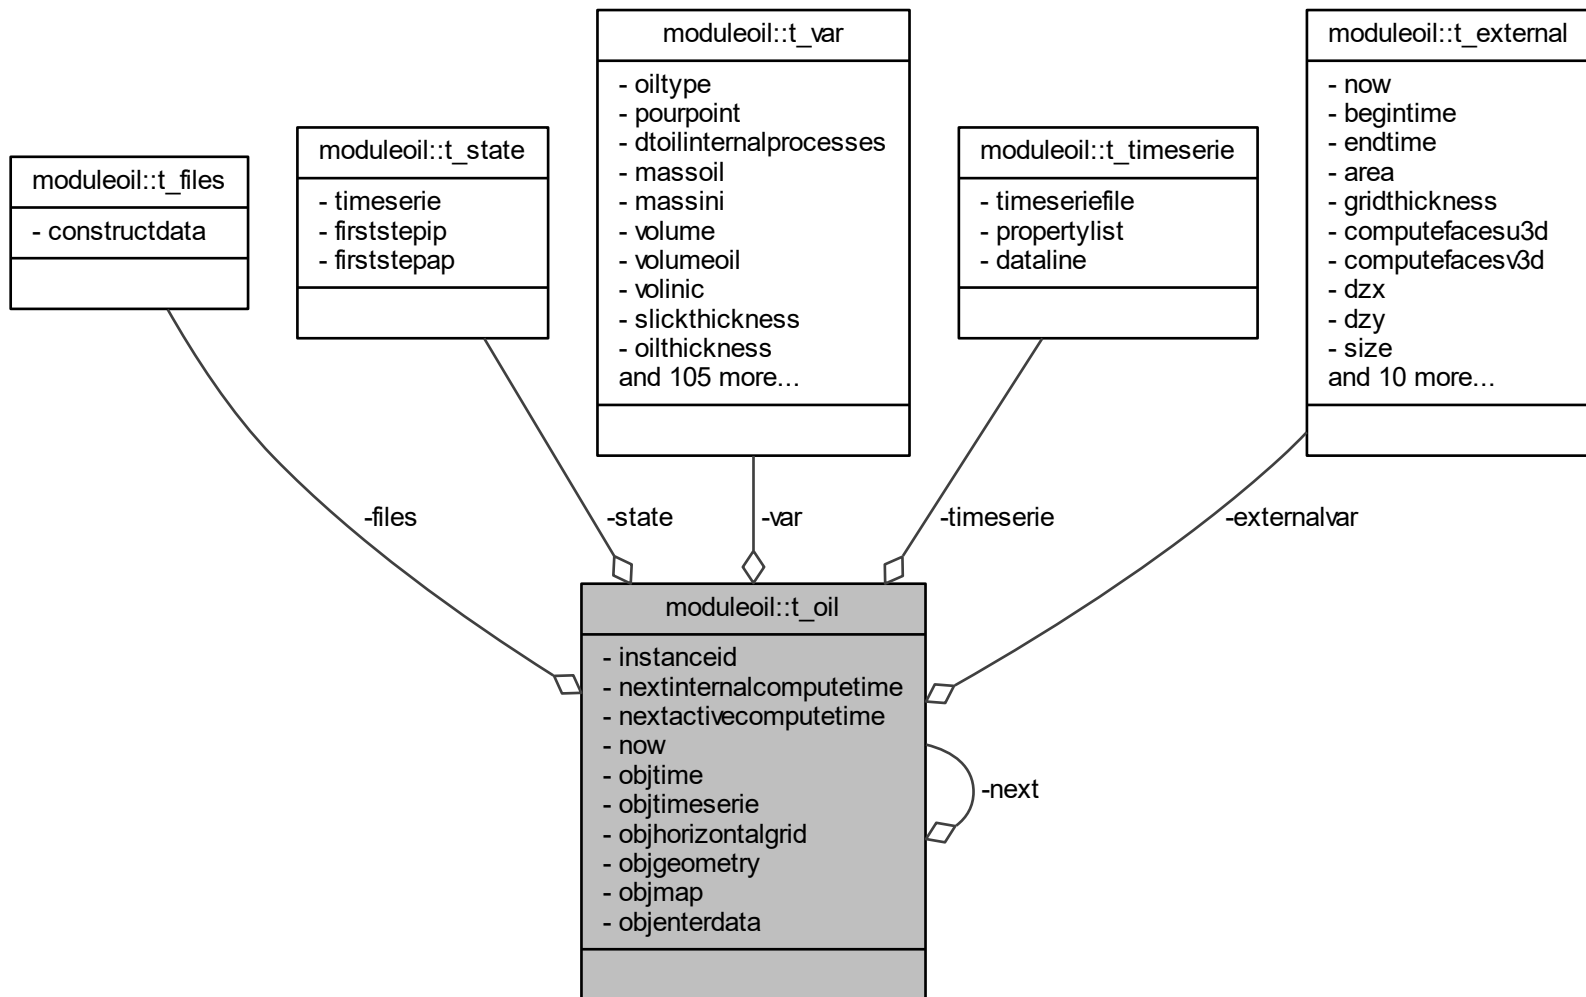 moduleoil::t_files
- constructdata
moduleoil::t_state
- timeserie
- firststepip
- firststepap
moduleoil::t_var
- oiltype
- pourpoint
- dtoilinternalprocesses
- massoil
- massini
- volume
- volumeoil
- volinic
- slickthickness
- oilthickness
and 105 more...
moduleoil::t_timeserie
- timeseriefile
- propertylist
- dataline
moduleoil::t_external
- now
- begintime
- endtime
- area
- gridthickness
- computefacesu3d
- computefacesv3d
- dzx
- dzy
- size
and 10 more...
-files
-state
-var
-timeserie
-externalvar
moduleoil::t_oil
- instanceid
- nextinternalcomputetime
- nextactivecomputetime
- now
- objtime
- objtimeserie
- objhorizontalgrid
- objgeometry
- objmap
- objenterdata
-next